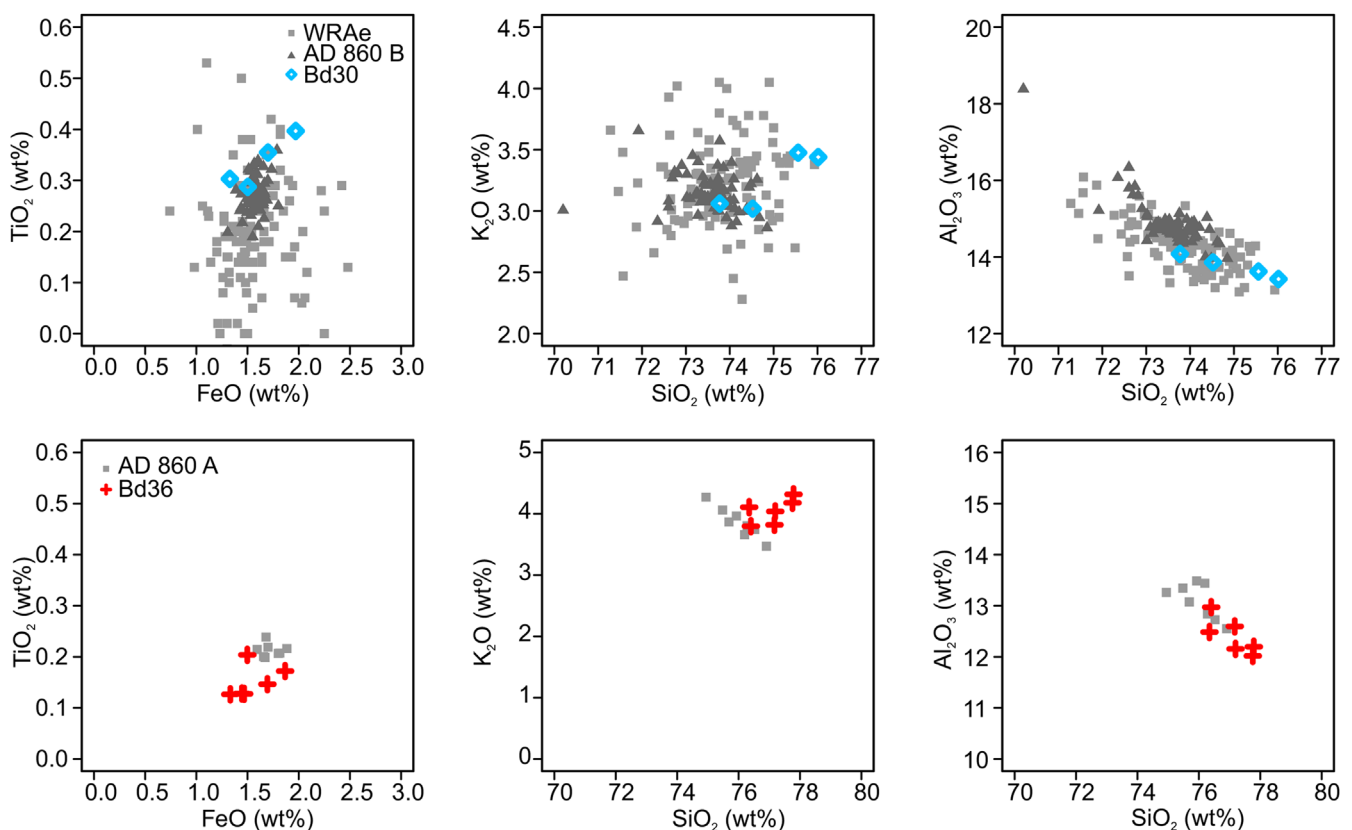 0.6
0.5
0.4
0.3
0.2
0.1
0.0
TiO₂ (wt%)
WRAe
AD 860 B
Bd30
0.0 0.5 1.0 1.5 2.0 2.5 3.0
FeO (wt%)
4.5
4.0
3.5
3.0
2.5
2.0
K₂O (wt%)
70 71 72 73 74 75 76 77
SiO₂ (wt%)
20
18
16
14
12
Al₂O₃ (wt%)
70 71 72 73 74 75 76 77
SiO₂ (wt%)
0.6
0.5
0.4
0.3
0.2
0.1
0.0
TiO₂ (wt%)
AD 860 A
Bd36
0.0 0.5 1.0 1.5 2.0 2.5 3.0
FeO (wt%)
5
4
3
2
1
0
K₂O (wt%)
70 72 74 76 78 80
SiO₂ (wt%)
16
15
14
13
12
11
10
Al₂O₃ (wt%)
70 72 74 76 78 80
SiO₂ (wt%)